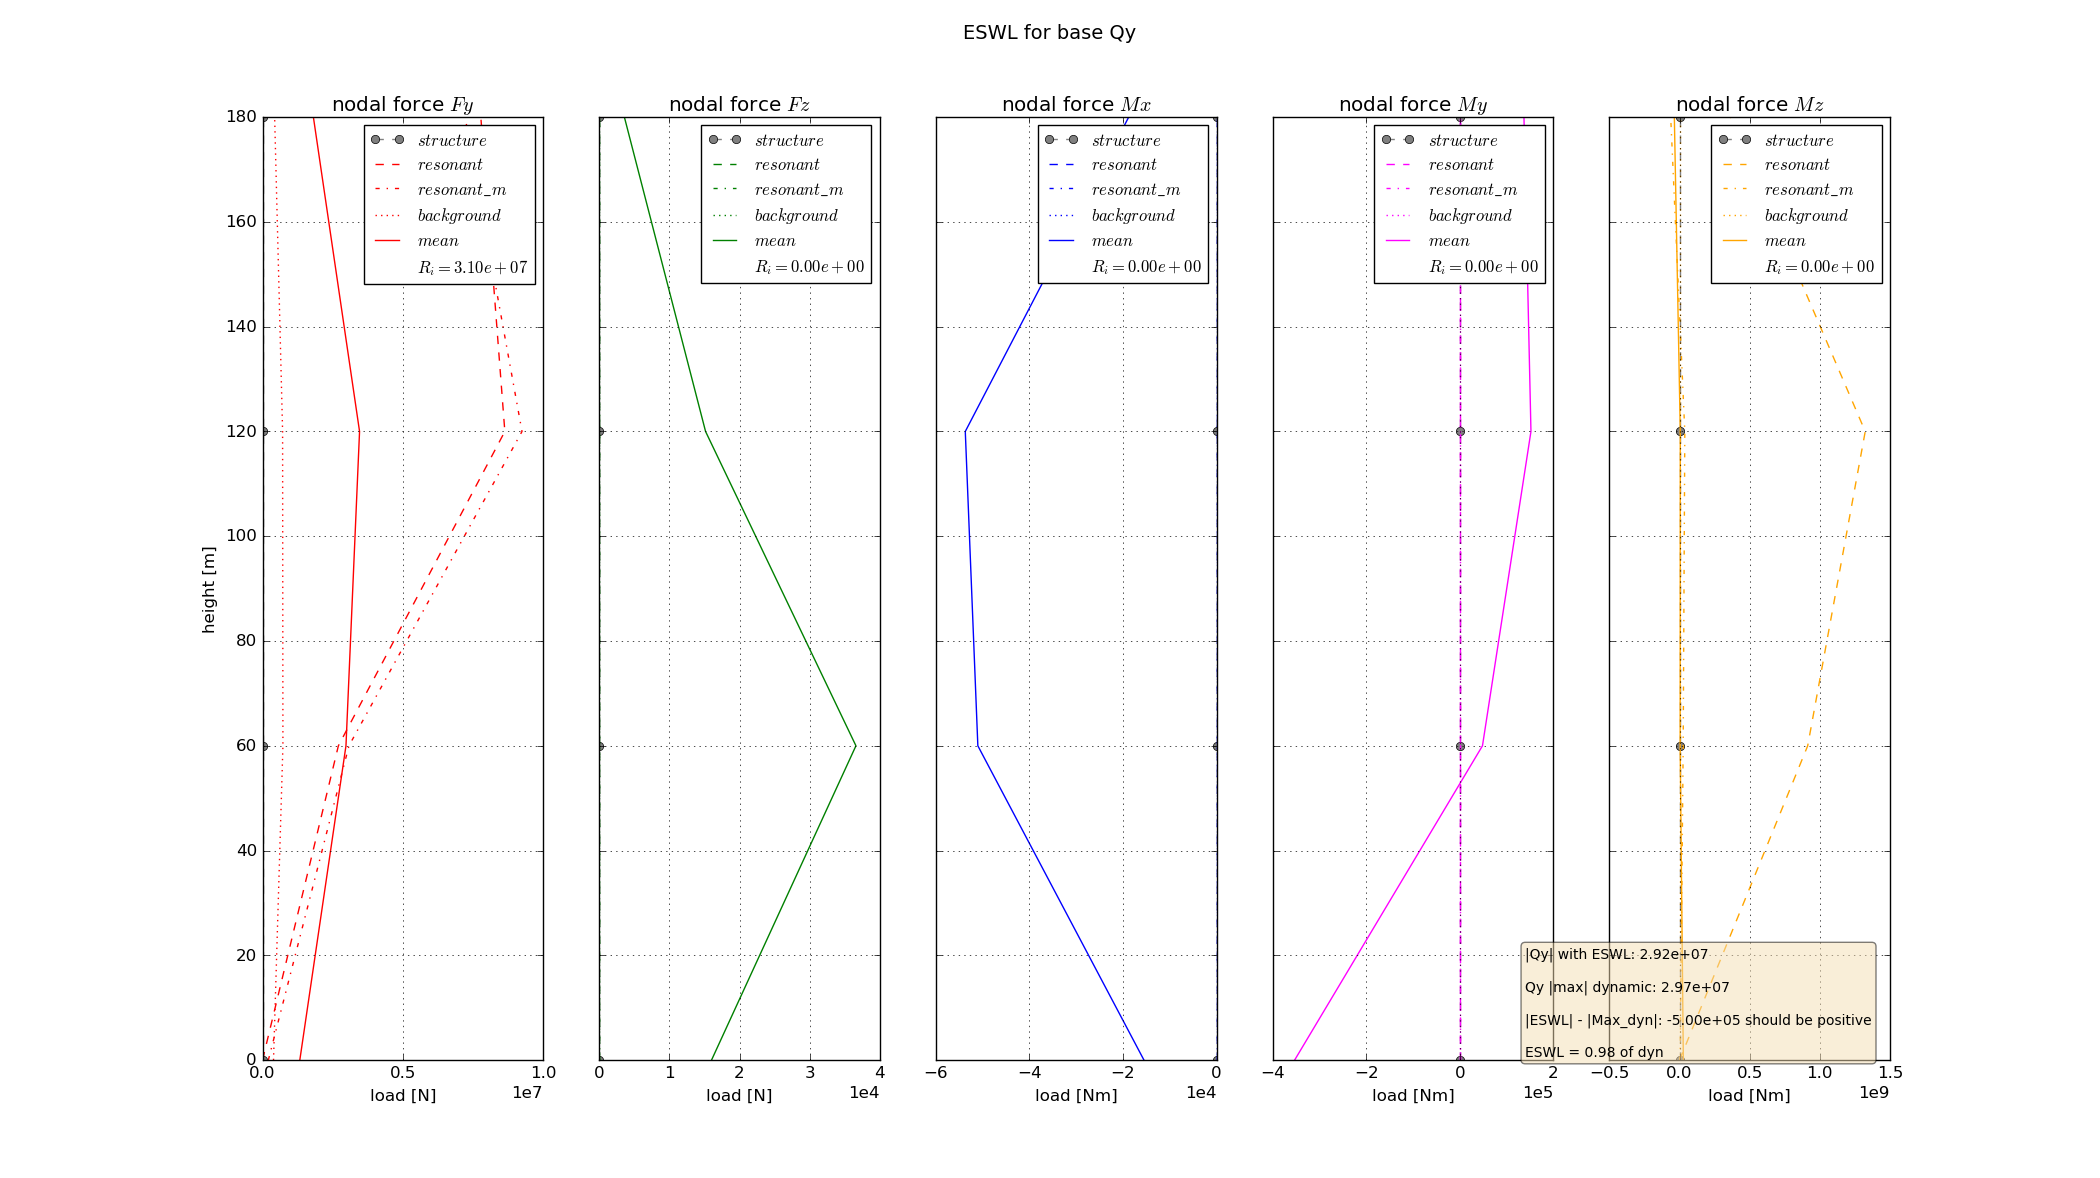 ESWL for base Qy
nodal force Fy
nodal force Fz
nodal force Mx
nodal force My
nodal force Mz
structure
resonant
resonant_m
background
mean
R_i = 3.10e + 07
structure
resonant
resonant_m
background
mean
R_i = 0.00e + 00
structure
resonant
resonant_m
background
mean
R_i = 0.00e + 00
structure
resonant
resonant_m
background
mean
R_i = 0.00e + 00
structure
resonant
resonant_m
background
mean
R_i = 0.00e + 00
height [m]
180
160
140
120
100
80
60
40
20
0
0.0 0.5 1.0
1e7
load [N]
0 1 2 3 4
1e4
load [N]
−6 −4 −2 0
1e4
load [Nm]
−4 −2 0 2
1e5
load [Nm]
−0.5 0.0 0.5 1.0 1.5
1e9
load [Nm]
|Qy| with ESWL: 2.92e+07
Qy |max| dynamic: 2.97e+07
|ESWL| - |Max_dyn|: -5.00e+05 should be positive
ESWL = 0.98 of dyn